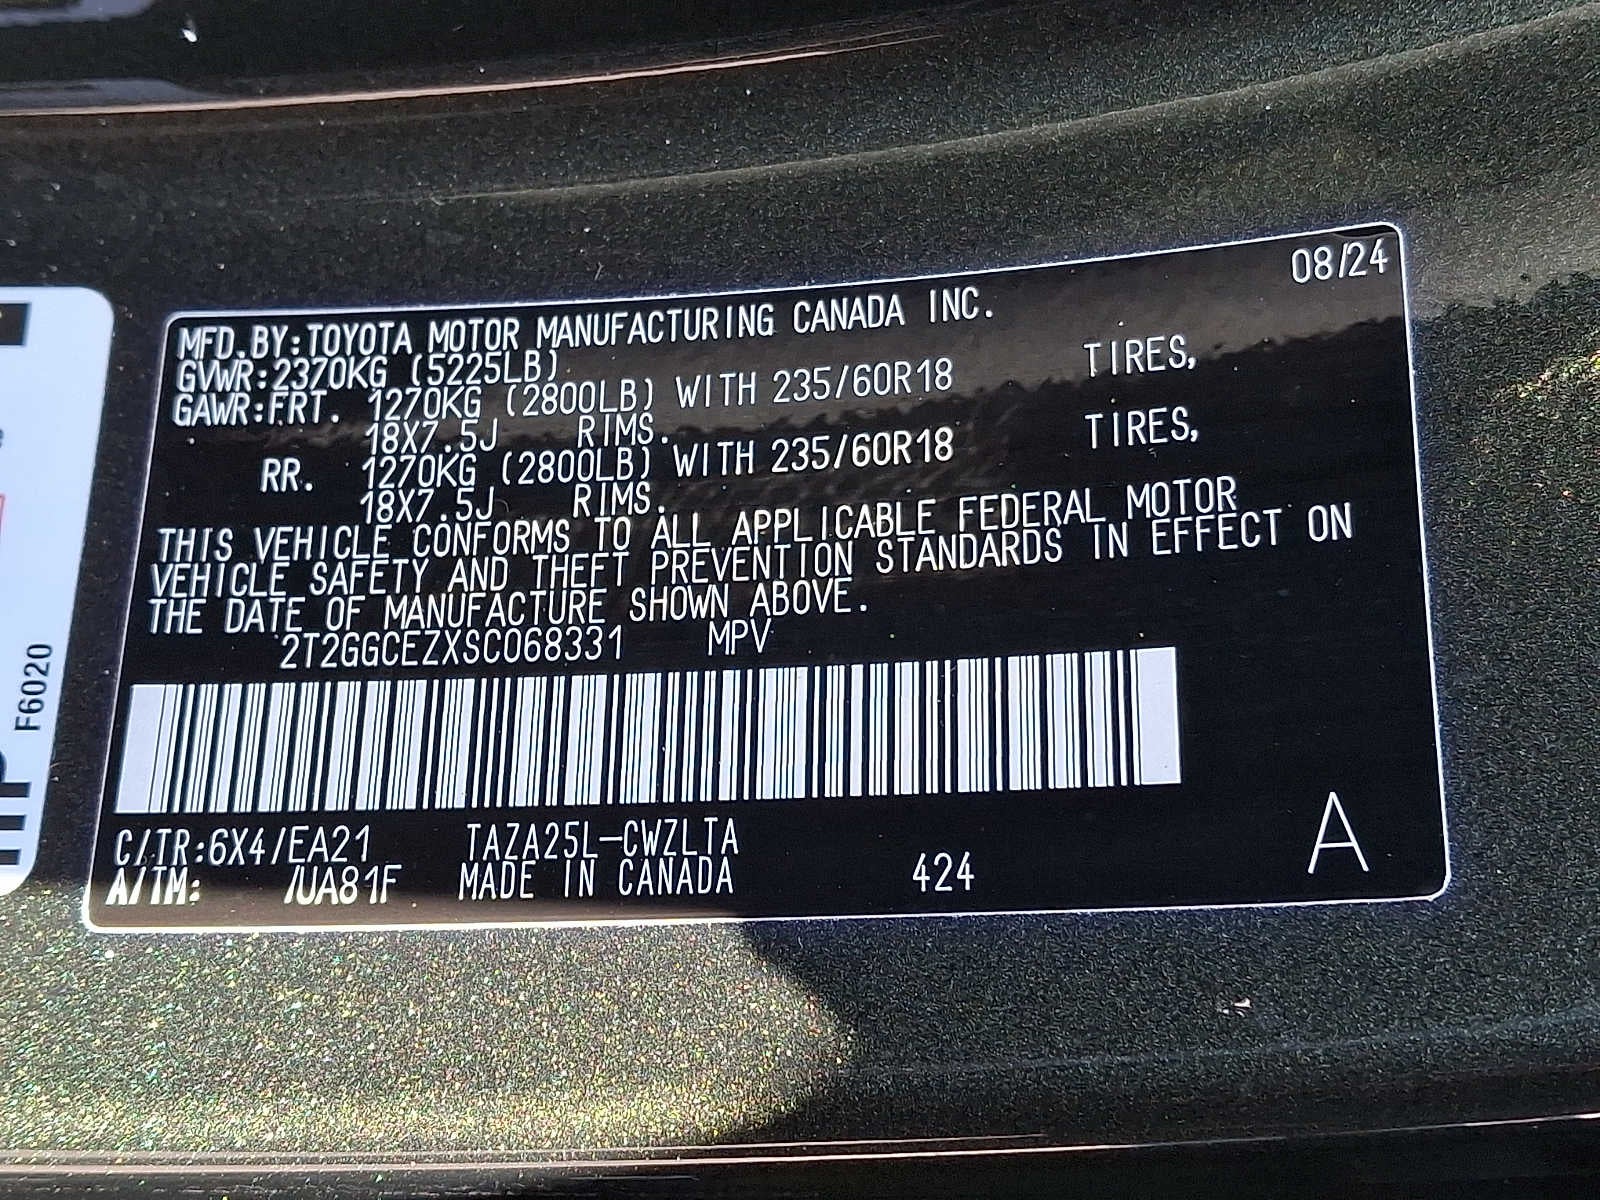 08/24
MFD.BY:TOYOTA MOTOR MANUFACTURING CANADA INC.
GVWR:2370KG (5225LB)
GAWR:FRT. 1270KG (2800LB) WITH 235/60R18 TIRES,
18X7.5J RIMS.
RR. 1270KG (2800LB) WITH 235/60R18 TIRES,
18X7.5J RIMS.
THIS VEHICLE CONFORMS TO ALL APPLICABLE FEDERAL MOTOR
VEHICLE SAFETY AND THEFT PREVENTION STANDARDS IN EFFECT ON
THE DATE OF MANUFACTURE SHOWN ABOVE.
2T2GGCEZXSC068331 MPV
C/TR:6X4/EA21 TAZA25L-CWZLTA
A/TM: /UA81F MADE IN CANADA 424 A
F6020